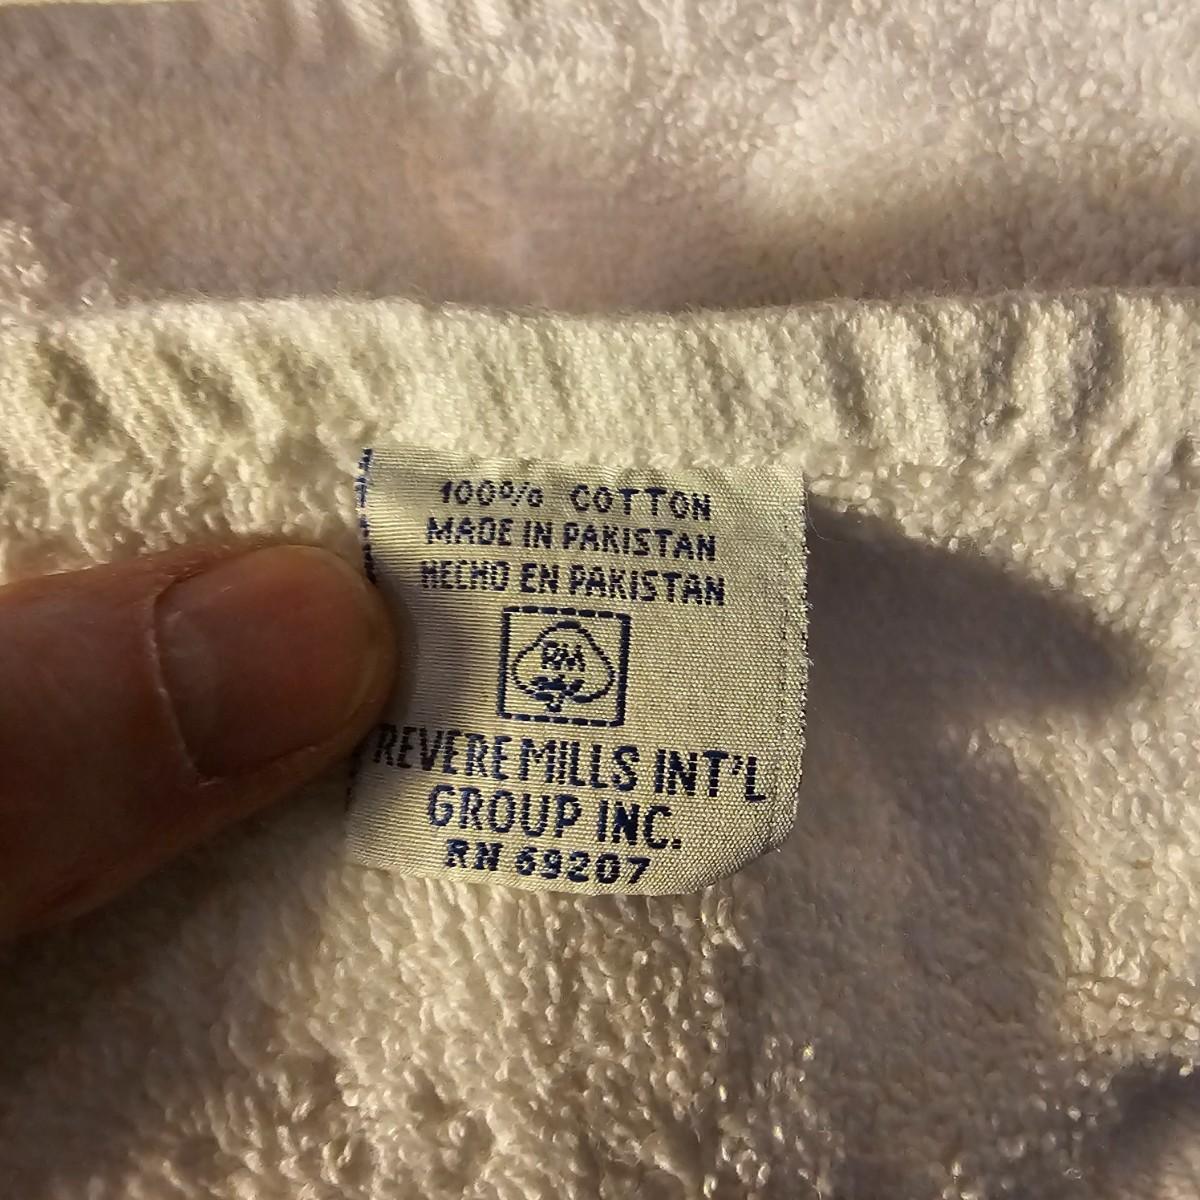 100% COTTON
MADE IN PAKISTAN
HECHO EN PAKISTAN
RM
REVERE MILLS INT'L
GROUP INC.
RN 69207